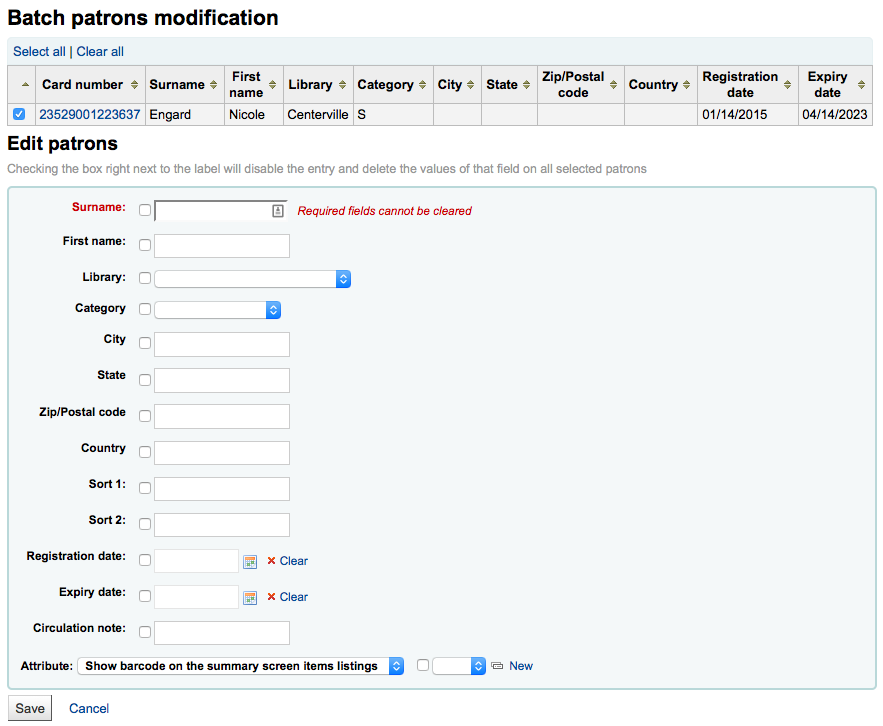 Batch patrons modification
Select all | Clear all
Card number Surname First name Library Category City State Zip/Postal code Country Registration date Expiry date
23529001223637 Engard Nicole Centerville S 01/14/2015 04/14/2023
Edit patrons
Checking the box right next to the label will disable the entry and delete the values of that field on all selected patrons
Surname: Required fields cannot be cleared
First name:
Library:
Category
City
State
Zip/Postal code
Country
Sort 1:
Sort 2:
Registration date: Clear
Expiry date: Clear
Circulation note:
Attribute: Show barcode on the summary screen items listings New
Save Cancel